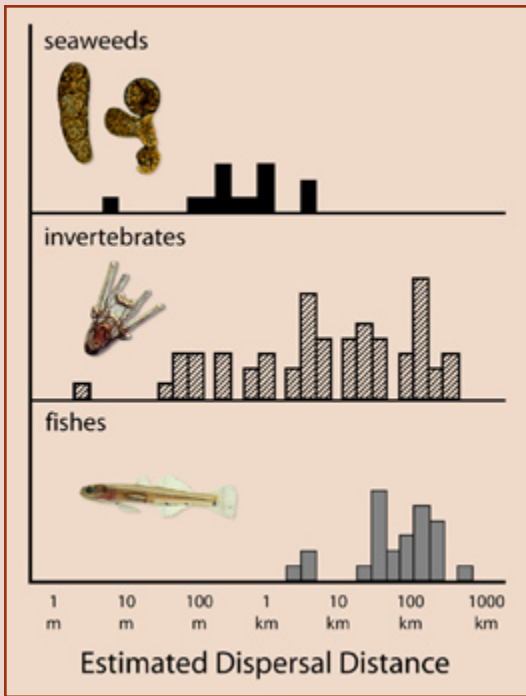 seaweeds
invertebrates
fishes
1 10 100 1 10 100 1000
m m m km km km km
Estimated Dispersal Distance